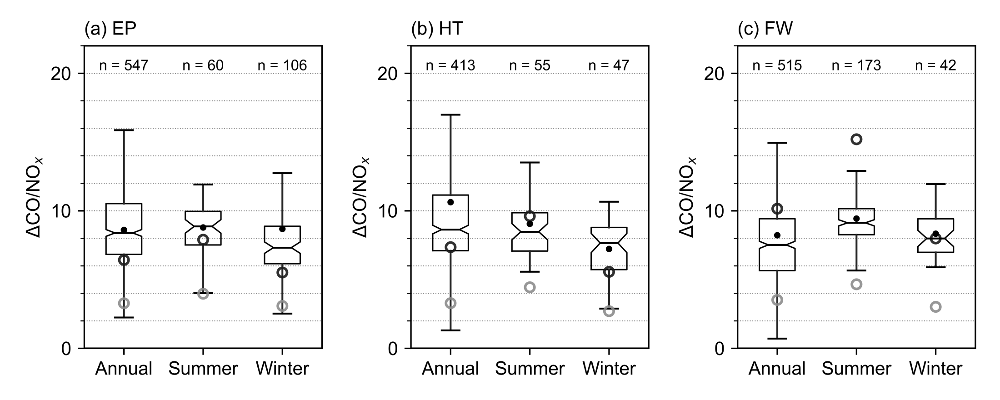 (a) EP
n = 547 n = 60 n = 106
20
10
0
ΔCO/NOx
Annual Summer Winter
(b) HT
n = 413 n = 55 n = 47
20
10
0
ΔCO/NOx
Annual Summer Winter
(c) FW
n = 515 n = 173 n = 42
20
10
0
ΔCO/NOx
Annual Summer Winter